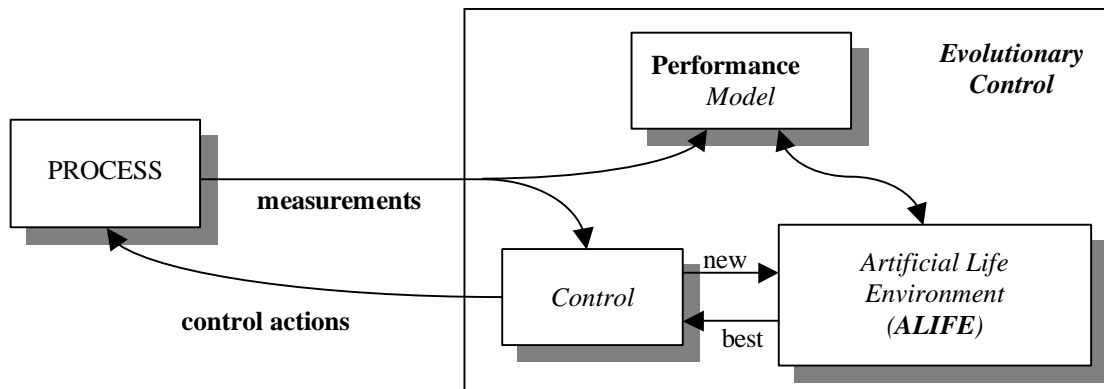 Evolutionary
Control
Performance
Model
PROCESS
measurements
new
Control
best
control actions
Artificial Life
Environment
(ALIFE)